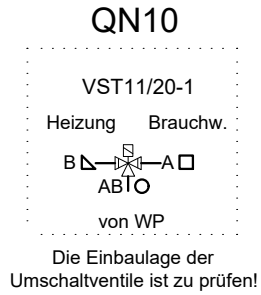 QN10
VST11/20-1
Heizung Brauchw.
B A
AB
von WP
Die Einbaulage der
Umschaltventile ist zu prüfen!